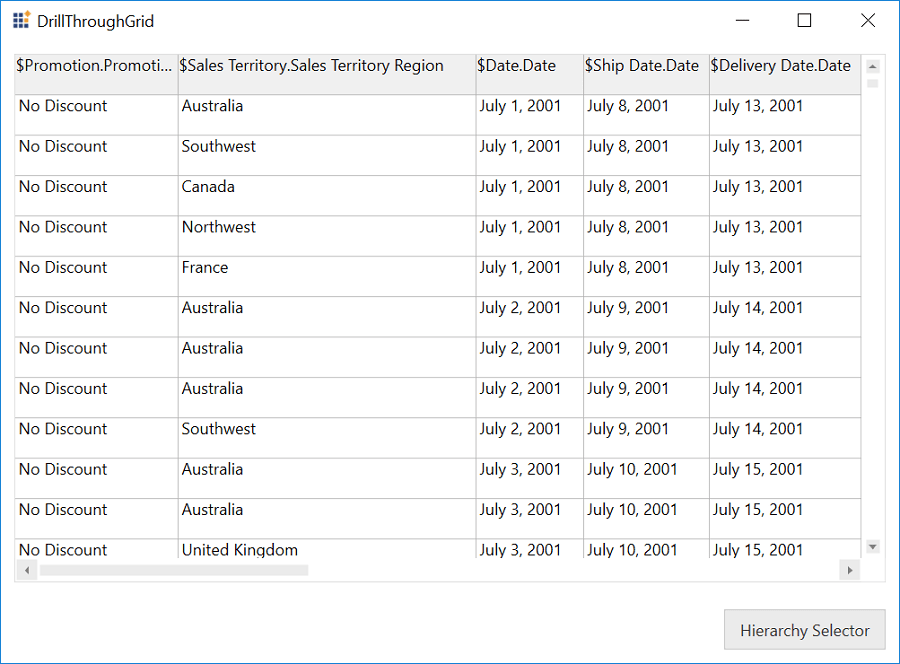 DrillThroughGrid
$Promotion.Promoti... $Sales Territory.Sales Territory Region $Date.Date $Ship Date.Date $Delivery Date.Date
No Discount Australia July 1, 2001 July 8, 2001 July 13, 2001
No Discount Southwest July 1, 2001 July 8, 2001 July 13, 2001
No Discount Canada July 1, 2001 July 8, 2001 July 13, 2001
No Discount Northwest July 1, 2001 July 8, 2001 July 13, 2001
No Discount France July 1, 2001 July 8, 2001 July 13, 2001
No Discount Australia July 2, 2001 July 9, 2001 July 14, 2001
No Discount Australia July 2, 2001 July 9, 2001 July 14, 2001
No Discount Australia July 2, 2001 July 9, 2001 July 14, 2001
No Discount Southwest July 2, 2001 July 9, 2001 July 14, 2001
No Discount Australia July 3, 2001 July 10, 2001 July 15, 2001
No Discount Australia July 3, 2001 July 10, 2001 July 15, 2001
No Discount United Kingdom July 3, 2001 July 10, 2001 July 15, 2001
Hierarchy Selector